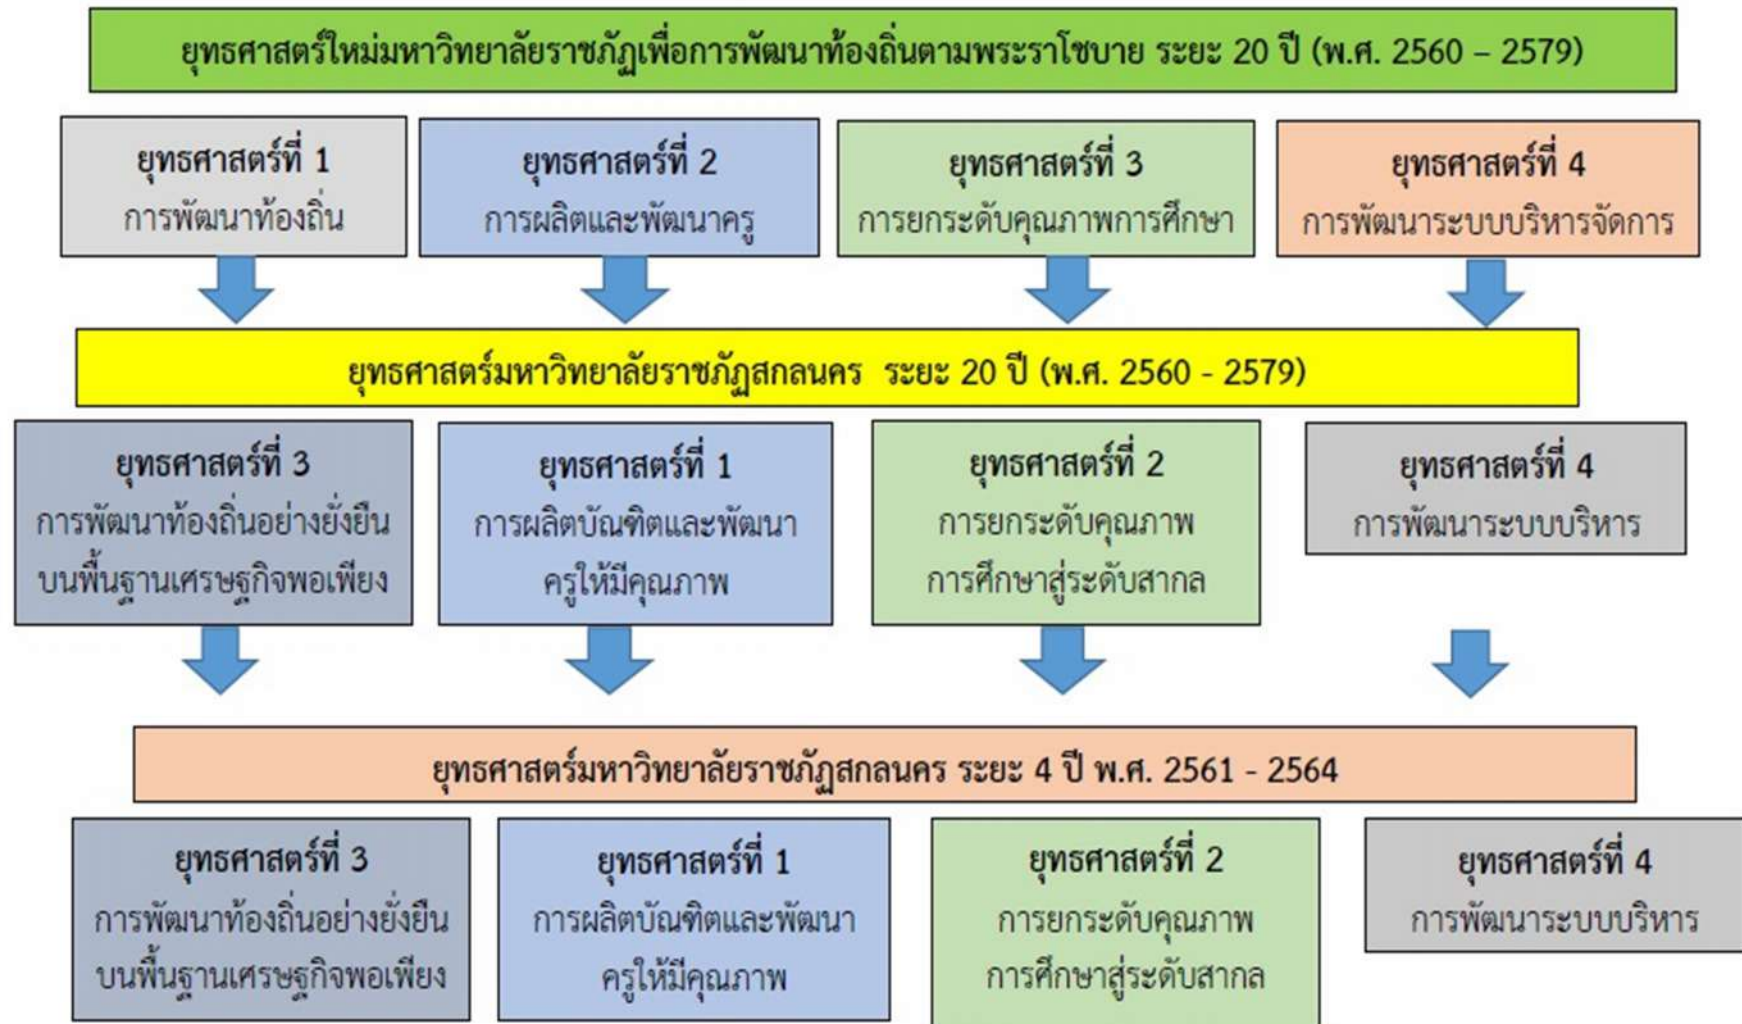 ยุทธศาสตร์ใหม่มหาวิทยาลัยราชภัฏเพื่อการพัฒนาท้องถิ่นตามพระราโชบาย ระยะ 20 ปี (พ.ศ. 2560 – 2579)
ยุทธศาสตร์ที่ 1
การพัฒนาท้องถิ่น
ยุทธศาสตร์ที่ 2
การผลิตและพัฒนาครู
ยุทธศาสตร์ที่ 3
การยกระดับคุณภาพการศึกษา
ยุทธศาสตร์ที่ 4
การพัฒนาระบบบริหารจัดการ
ยุทธศาสตร์มหาวิทยาลัยราชภัฏสกลนคร ระยะ 20 ปี (พ.ศ. 2560 - 2579)
ยุทธศาสตร์ที่ 3
การพัฒนาท้องถิ่นอย่างยั่งยืน
บนพื้นฐานเศรษฐกิจพอเพียง
ยุทธศาสตร์ที่ 1
การผลิตบัณฑิตและพัฒนา
ครูให้มีคุณภาพ
ยุทธศาสตร์ที่ 2
การยกระดับคุณภาพ
การศึกษาสู่ระดับสากล
ยุทธศาสตร์ที่ 4
การพัฒนาระบบบริหาร
ยุทธศาสตร์มหาวิทยาลัยราชภัฏสกลนคร ระยะ 4 ปี พ.ศ. 2561 - 2564
ยุทธศาสตร์ที่ 3
การพัฒนาท้องถิ่นอย่างยั่งยืน
บนพื้นฐานเศรษฐกิจพอเพียง
ยุทธศาสตร์ที่ 1
การผลิตบัณฑิตและพัฒนา
ครูให้มีคุณภาพ
ยุทธศาสตร์ที่ 2
การยกระดับคุณภาพ
การศึกษาสู่ระดับสากล
ยุทธศาสตร์ที่ 4
การพัฒนาระบบบริหาร